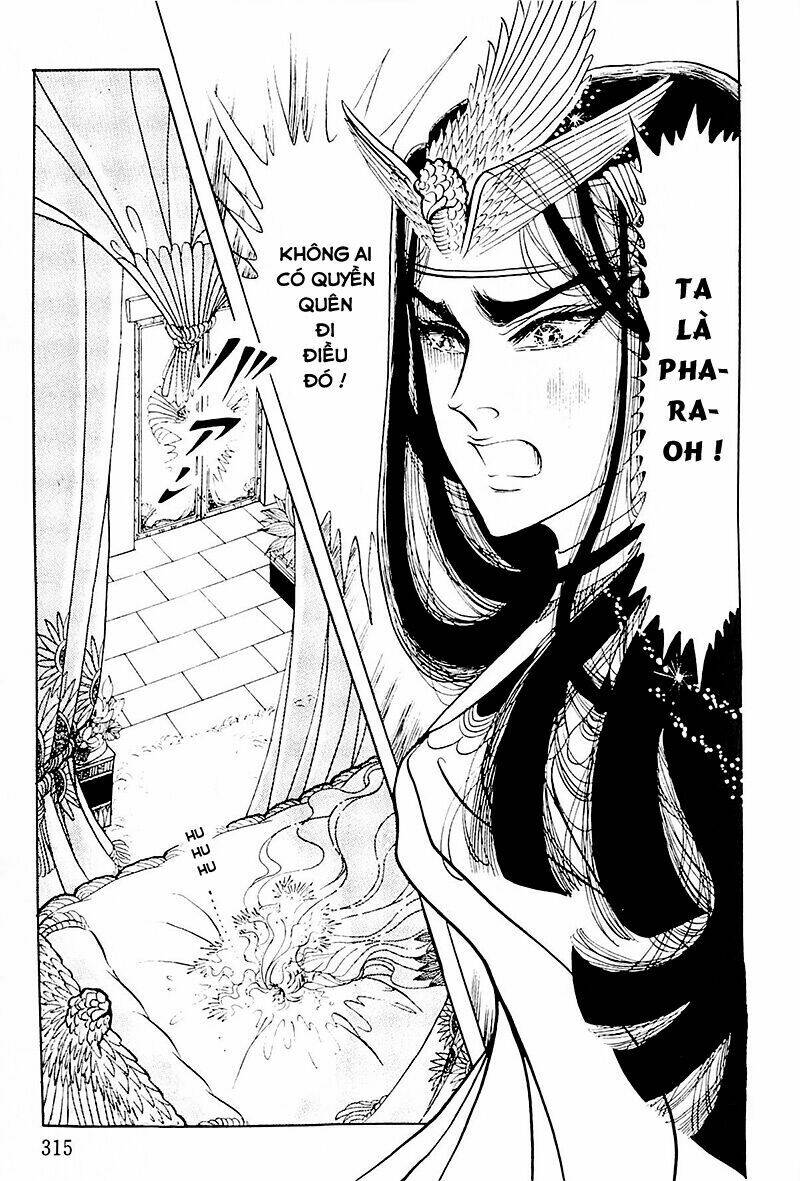 TA
LÀ
PHA-
RA-
OH !
KHÔNG AI
CÓ QUYỀN
QUÊN
ĐI
ĐIỀU
ĐÓ !
HU
HU
HU
.....
315